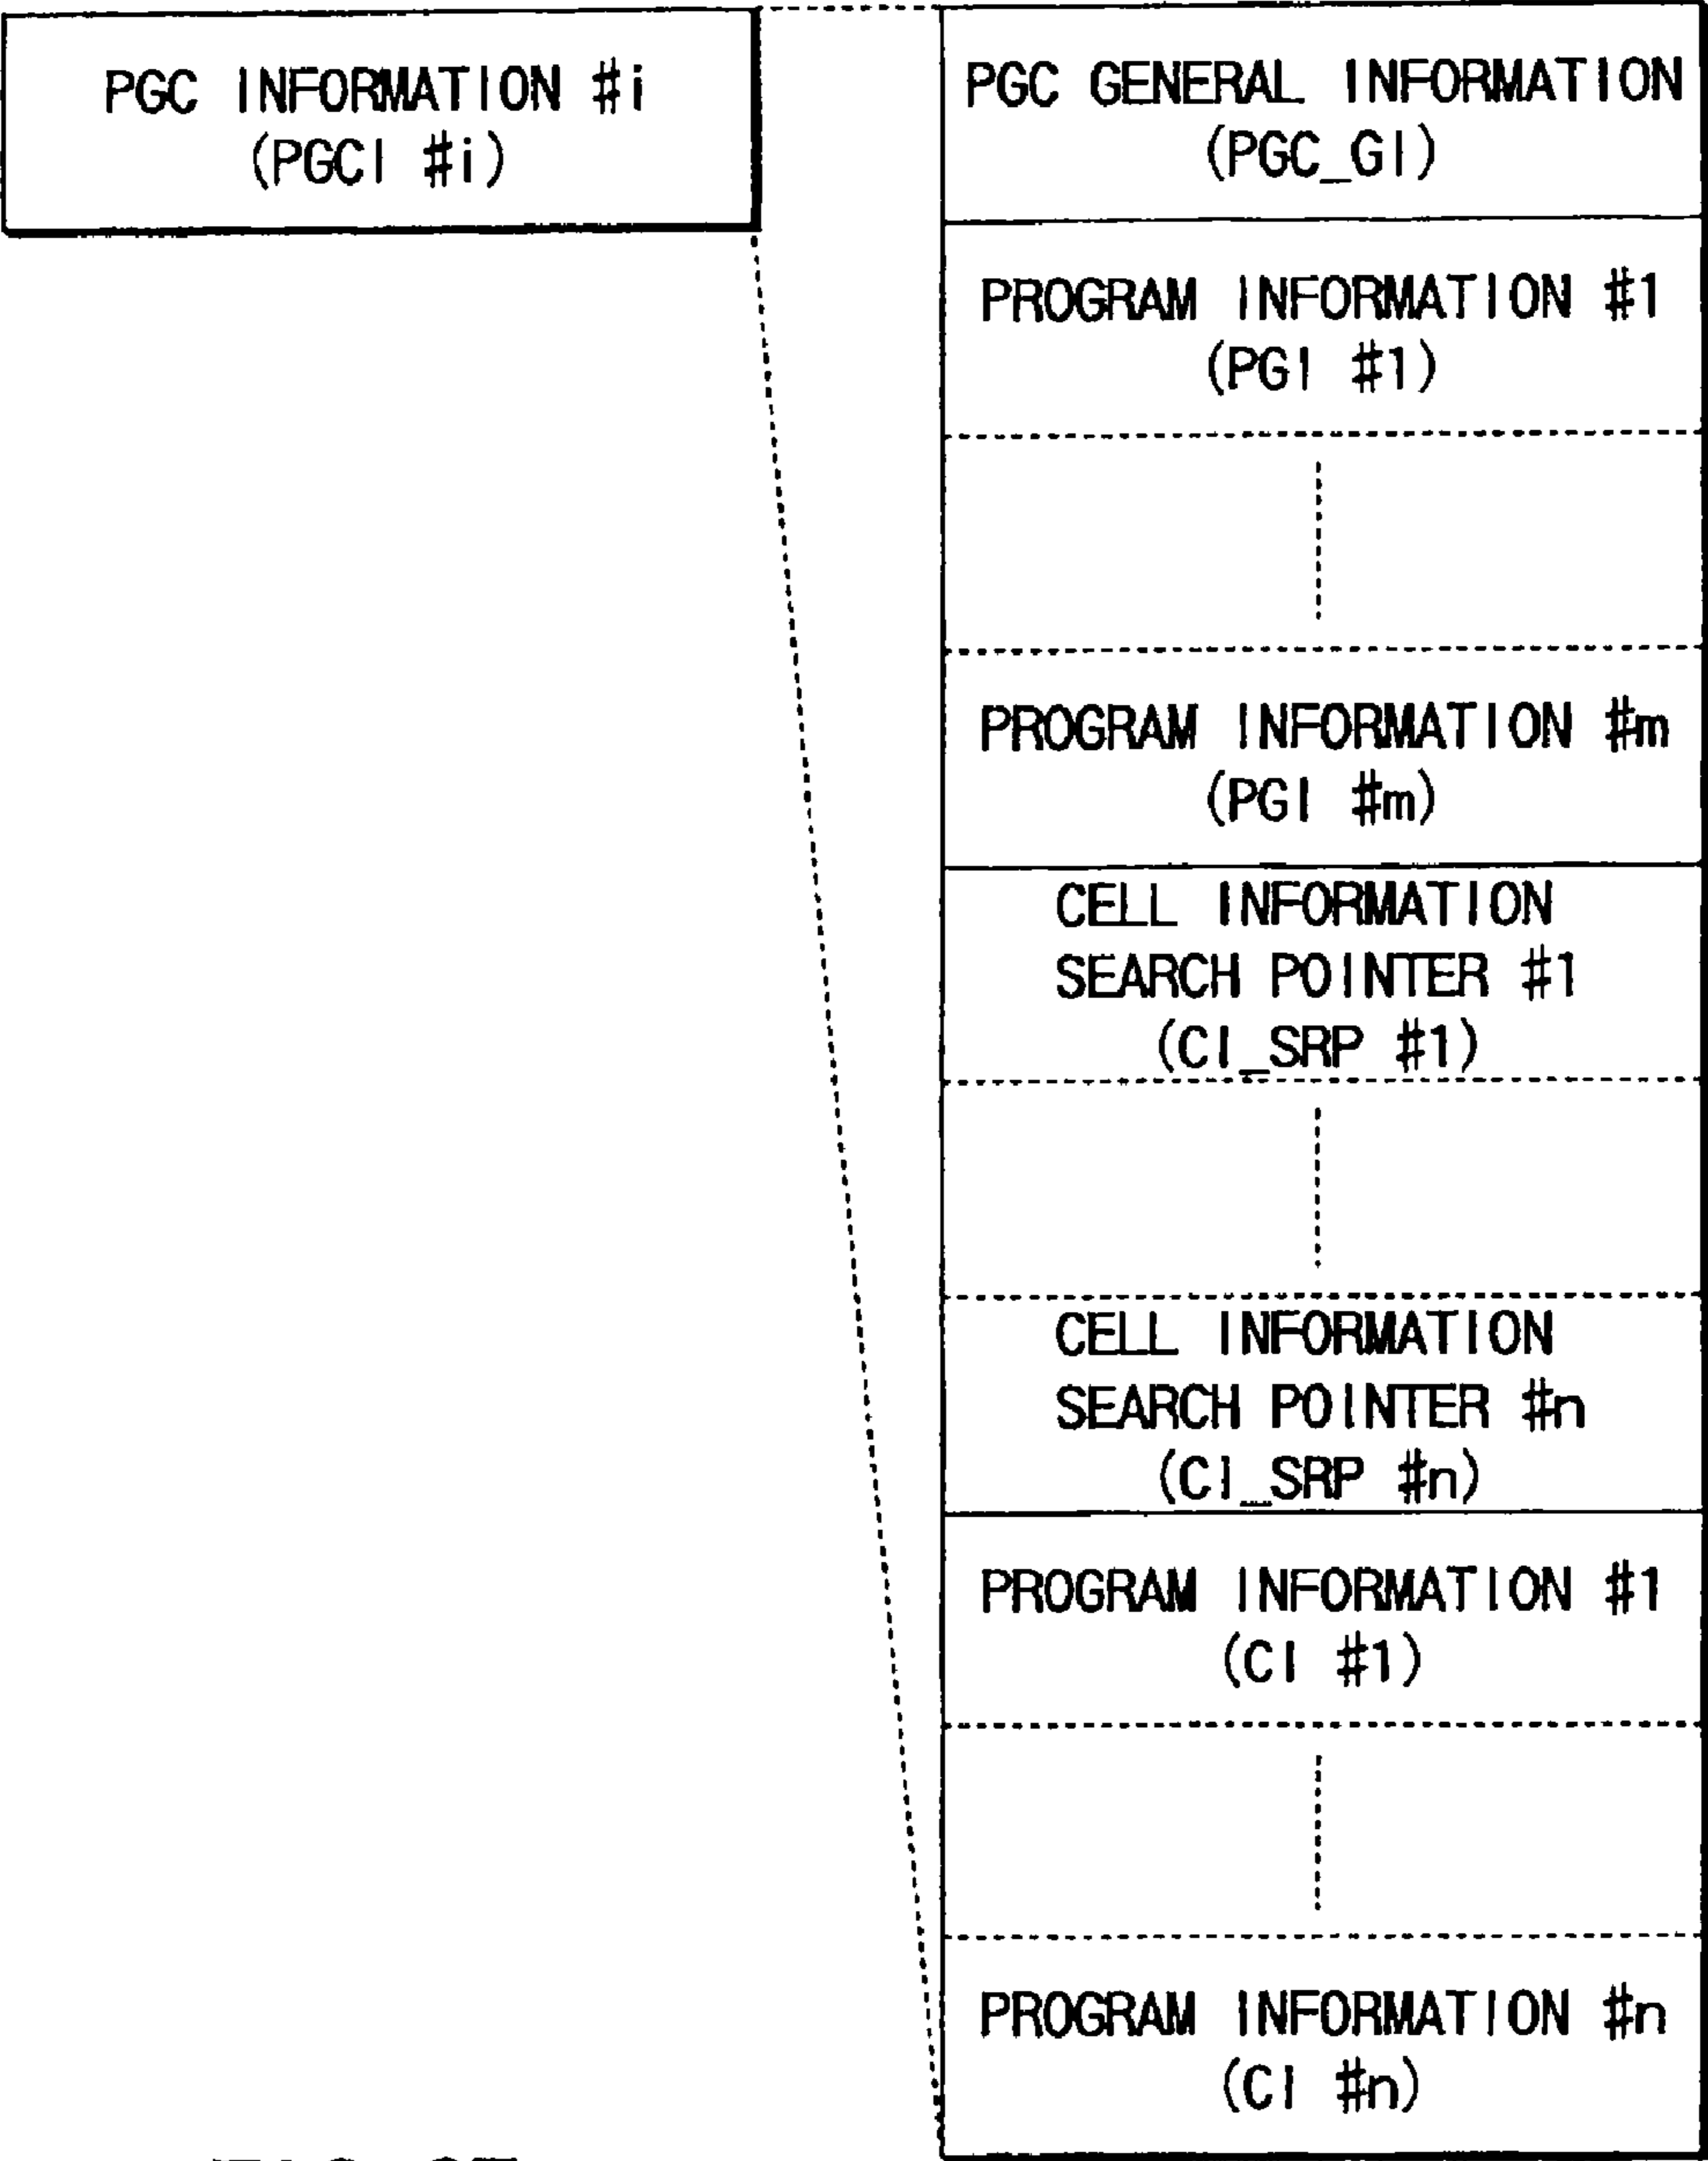 PGC INFORMATION #i
(PGCI #i)
PGC GENERAL INFORMATION
(PGC_GI)
PROGRAM INFORMATION #1
(PGI #1)
PROGRAM INFORMATION #m
(PGI #m)
CELL INFORMATION
SEARCH POINTER #1
(CI_SRP #1)
CELL INFORMATION
SEARCH POINTER #n
(CI_SRP #n)
PROGRAM INFORMATION #1
(CI #1)
PROGRAM INFORMATION #n
(CI #n)